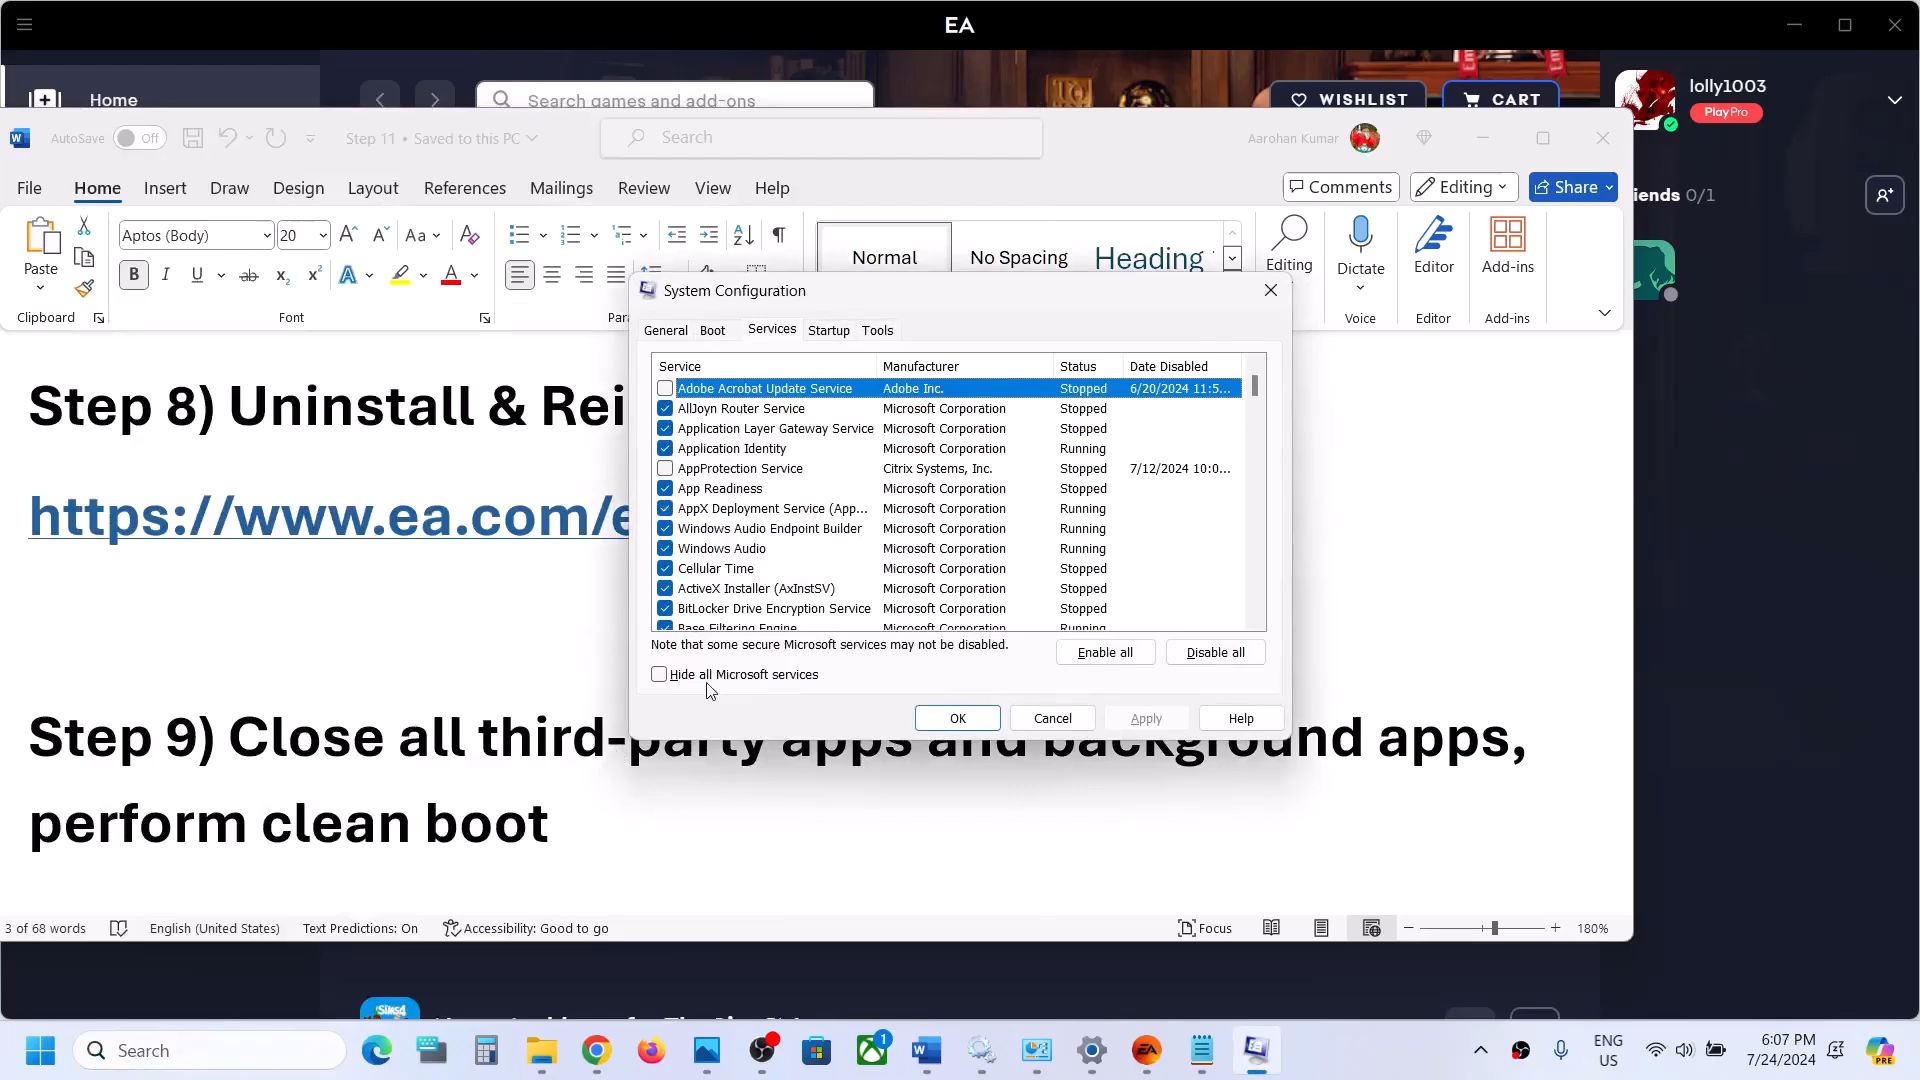 EA
Home
Search games and add-ons
WISHLIST
CART
lolly1003
PlayPro
iends 0/1
AutoSave
Off
Step 11 • Saved to this PC
Search
Aarohan Kumar
File
Home
Insert
Draw
Design
Layout
References
Mailings
Review
View
Help
Comments
Editing
Share
Paste
Clipboard
Aptos (Body)
20
Font
Para
Normal
No Spacing
Heading
Editing
Dictate
Voice
Editor
Editor
Add-ins
Add-ins
System Configuration
General
Boot
Services
Startup
Tools
Service Manufacturer Status Date Disabled
Adobe Acrobat Update Service Adobe Inc. Stopped 6/20/2024 11:5...
AllJoyn Router Service Microsoft Corporation Stopped
Application Layer Gateway Service Microsoft Corporation Stopped
Application Identity Microsoft Corporation Running
AppProtection Service Citrix Systems, Inc. Stopped 7/12/2024 10:0...
App Readiness Microsoft Corporation Stopped
AppX Deployment Service (App... Microsoft Corporation Running
Windows Audio Endpoint Builder Microsoft Corporation Running
Windows Audio Microsoft Corporation Running
Cellular Time Microsoft Corporation Stopped
ActiveX Installer (AxInstSV) Microsoft Corporation Stopped
BitLocker Drive Encryption Service Microsoft Corporation Stopped
Base Filtering Engine Microsoft Corporation Running
Note that some secure Microsoft services may not be disabled.
Enable all
Disable all
Hide all Microsoft services
OK
Cancel
Apply
Help
Step 8) Uninstall & Rei
https://www.ea.com/e
Step 9) Close all third-party apps and background apps,
perform clean boot
3 of 68 words
English (United States)
Text Predictions: On
Accessibility: Good to go
Focus
180%
Search
ENG
US
6:07 PM
7/24/2024